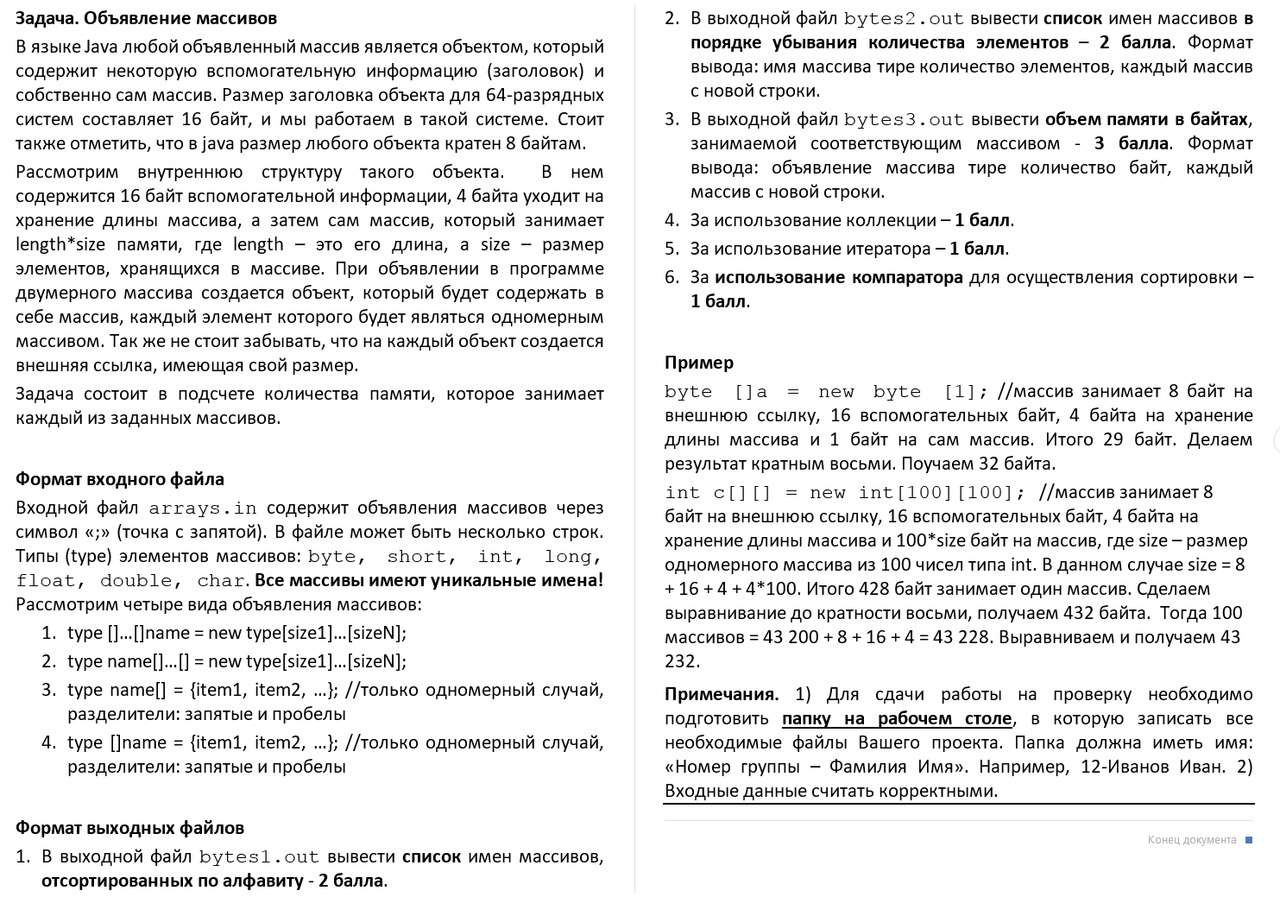 Задача. Объявление массивов
В языке Java любой объявленный массив является объектом, который
содержит некоторую вспомогательную информацию (заголовок) и
собственно сам массив. Размер заголовка объекта для 64-разрядных
систем составляет 16 байт, и мы работаем в такой системе. Стоит
также отметить, что в java размер любого объекта кратен 8 байтам.
Рассмотрим внутреннюю структуру такого объекта. В нем
содержится 16 байт вспомогательной информации, 4 байта уходит на
хранение длины массива, а затем сам массив, который занимает
length*size памяти, где length – это его длина, а size – размер
элементов, хранящихся в массиве. При объявлении в программе
двумерного массива создается объект, который будет содержать в
себе массив, каждый элемент которого будет являться одномерным
массивом. Так же не стоит забывать, что на каждый объект создается
внешняя ссылка, имеющая свой размер.
Задача состоит в подсчете количества памяти, которое занимает
каждый из заданных массивов.
Формат входного файла
Входной файл arrays.in содержит объявления массивов через
символ «;» (точка с запятой). В файле может быть несколько строк.
Типы (type) элементов массивов: byte, short, int, long,
float, double, char. Все массивы имеют уникальные имена!
Рассмотрим четыре вида объявления массивов:
1. type []…[]name = new type[size1]…[sizeN];
2. type name[]…[] = new type[size1]…[sizeN];
3. type name[] = {item1, item2, …}; //только одномерный случай,
разделители: запятые и пробелы
4. type []name = {item1, item2, …}; //только одномерный случай,
разделители: запятые и пробелы
Формат выходных файлов
1. В выходной файл bytes1.out вывести список имен массивов,
отсортированных по алфавиту - 2 балла.
2. В выходной файл bytes2.out вывести список имен массивов в
порядке убывания количества элементов – 2 балла. Формат
вывода: имя массива тире количество элементов, каждый массив
с новой строки.
3. В выходной файл bytes3.out вывести объем памяти в байтах,
занимаемой соответствующим массивом - 3 балла. Формат
вывода: объявление массива тире количество байт, каждый
массив с новой строки.
4. За использование коллекции – 1 балл.
5. За использование итератора – 1 балл.
6. За использование компаратора для осуществления сортировки –
1 балл.
Пример
byte []a = new byte [1]; //массив занимает 8 байт на
внешнюю ссылку, 16 вспомогательных байт, 4 байта на хранение
длины массива и 1 байт на сам массив. Итого 29 байт. Делаем
результат кратным восьми. Поучаем 32 байта.
int c[][] = new int[100][100]; //массив занимает 8
байт на внешнюю ссылку, 16 вспомогательных байт, 4 байта на
хранение длины массива и 100*size байт на массив, где size – размер
одномерного массива из 100 чисел типа int. В данном случае size = 8
+ 16 + 4 + 4*100. Итого 428 байт занимает один массив. Сделаем
выравнивание до кратности восьми, получаем 432 байта. Тогда 100
массивов = 43 200 + 8 + 16 + 4 = 43 228. Выравниваем и получаем 43
232.
Примечания. 1) Для сдачи работы на проверку необходимо
подготовить папку на рабочем столе, в которую записать все
необходимые файлы Вашего проекта. Папка должна иметь имя:
«Номер группы – Фамилия Имя». Например, 12-Иванов Иван. 2)
Входные данные считать корректными.
Конец документа